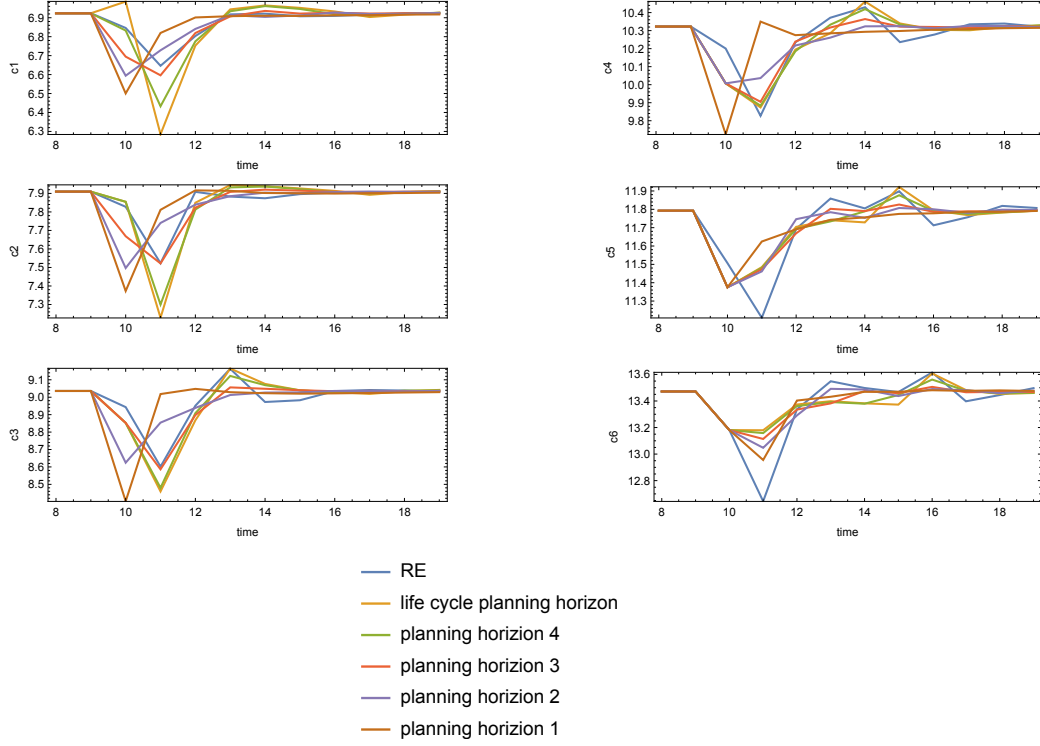 6.9
6.8
6.7
6.6
6.5
6.4
6.3
c1
8 10 12 14 16 18
time
10.4
10.3
10.2
10.1
10.0
9.9
9.8
c4
8 10 12 14 16 18
time
7.9
7.8
7.7
7.6
7.5
7.4
7.3
c2
8 10 12 14 16 18
time
11.9
11.8
11.7
11.6
11.5
11.4
11.3
c5
8 10 12 14 16 18
time
9.1
9.0
8.9
8.8
8.7
8.6
8.5
c3
8 10 12 14 16 18
time
13.6
13.4
13.2
13.0
12.8
c6
8 10 12 14 16 18
time
RE
life cycle planning horizon
planning horizion 4
planning horizion 3
planning horizion 2
planning horizion 1